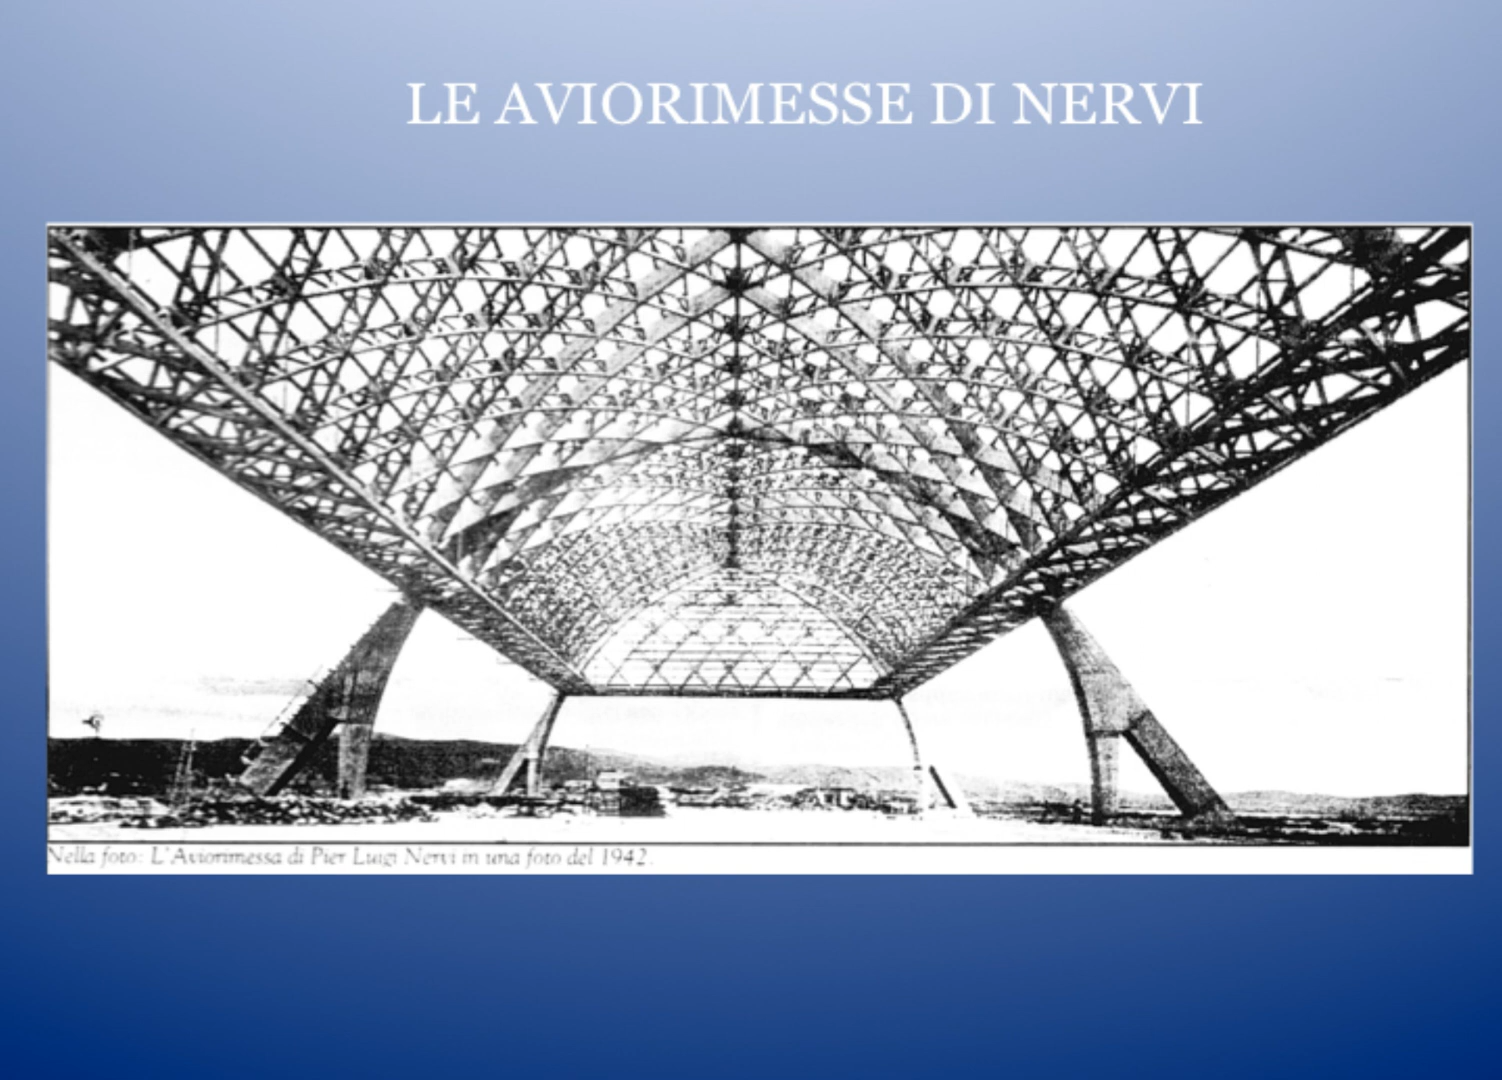 LE AVIORIMESSE DI NERVI
Nella foto: L'Aviorimessa di Pier Luigi Nervi in una foto del 1942.